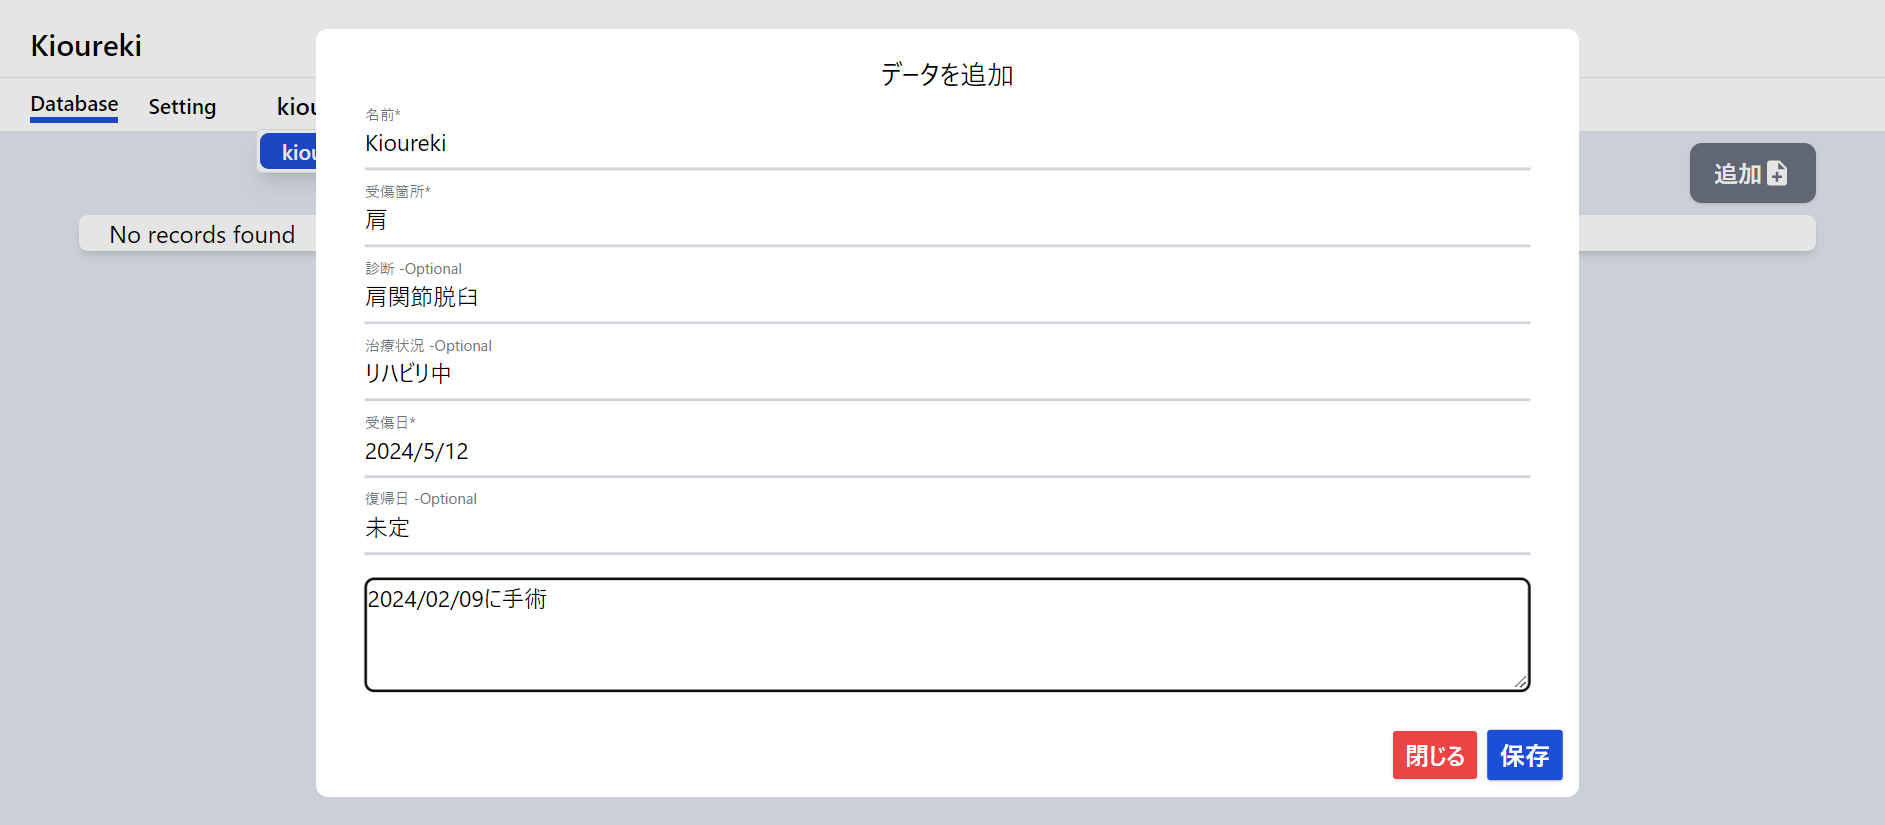 Kioureki
Database
Setting
kiou
kiou
追加
No records found
データを追加
名前*
Kioureki
受傷箇所*
肩
診断 -Optional
肩関節脱臼
治療状況 -Optional
リハビリ中
受傷日*
2024/5/12
復帰日 -Optional
未定
2024/02/09に手術
閉じる
保存